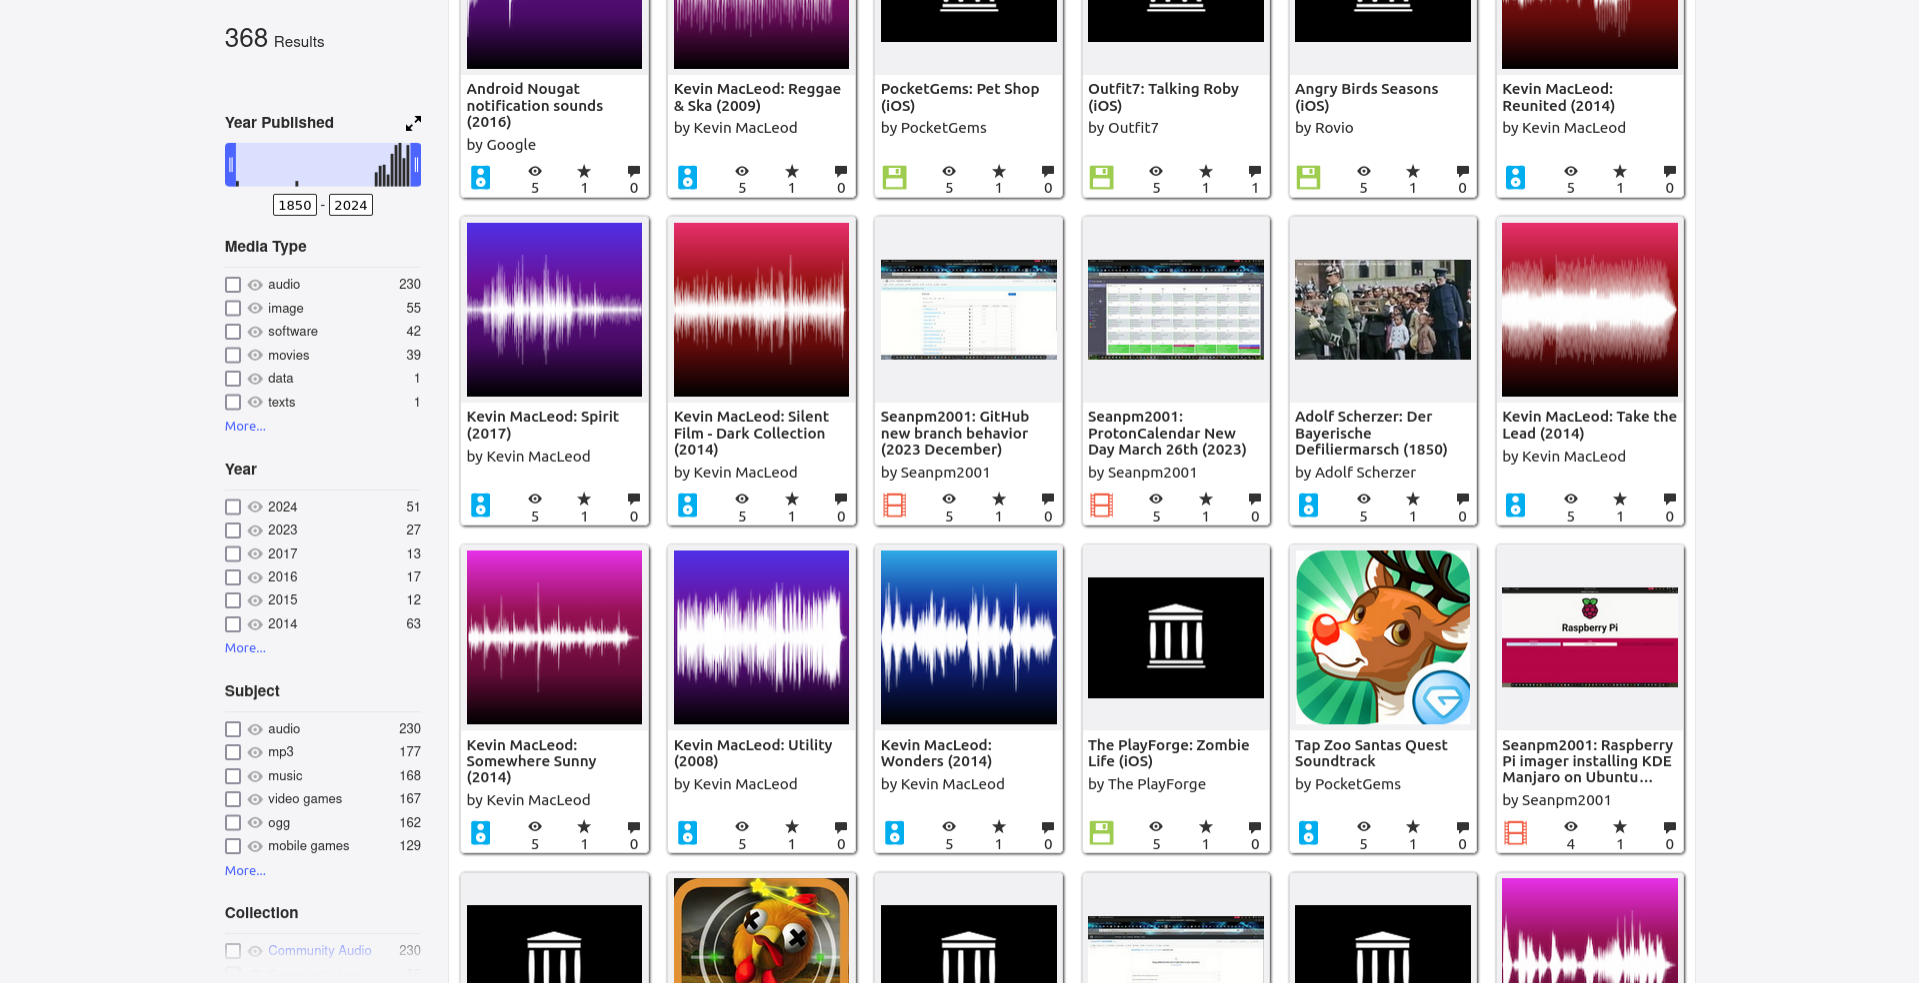 368 Results
Year Published
1850 - 2024
Media Type
audio 230
image 55
software 42
movies 39
data 1
texts 1
More...
Year
2024 51
2023 27
2017 13
2016 17
2015 12
2014 63
More...
Subject
audio 230
mp3 177
music 168
video games 167
ogg 162
mobile games 129
More...
Collection
Community Audio 230
Android Nougat
notification sounds
(2016)
by Google
5 1 0
Kevin MacLeod: Reggae
& Ska (2009)
by Kevin MacLeod
5 1 0
PocketGems: Pet Shop
(iOS)
by PocketGems
5 1 0
Outfit7: Talking Roby
(iOS)
by Outfit7
5 1 1
Angry Birds Seasons
(iOS)
by Rovio
5 1 0
Kevin MacLeod:
Reunited (2014)
by Kevin MacLeod
5 1 0
Kevin MacLeod: Spirit
(2017)
by Kevin MacLeod
5 1 0
Kevin MacLeod: Silent
Film - Dark Collection
(2014)
by Kevin MacLeod
5 1 0
Seanpm2001: GitHub
new branch behavior
(2023 December)
by Seanpm2001
5 1 0
Seanpm2001:
ProtonCalendar New
Day March 26th (2023)
by Seanpm2001
5 1 0
Adolf Scherzer: Der
Bayerische
Defiliermarsch (1850)
by Adolf Scherzer
5 1 0
Kevin MacLeod: Take the
Lead (2014)
by Kevin MacLeod
5 1 0
Kevin MacLeod:
Somewhere Sunny
(2014)
by Kevin MacLeod
5 1 0
Kevin MacLeod: Utility
(2008)
by Kevin MacLeod
5 1 0
Kevin MacLeod:
Wonders (2014)
by Kevin MacLeod
5 1 0
The PlayForge: Zombie
Life (iOS)
by The PlayForge
5 1 0
Tap Zoo Santas Quest
Soundtrack
by PocketGems
5 1 0
Raspberry Pi
Seanpm2001: Raspberry
Pi imager installing KDE
Manjaro on Ubuntu...
by Seanpm2001
4 1 0